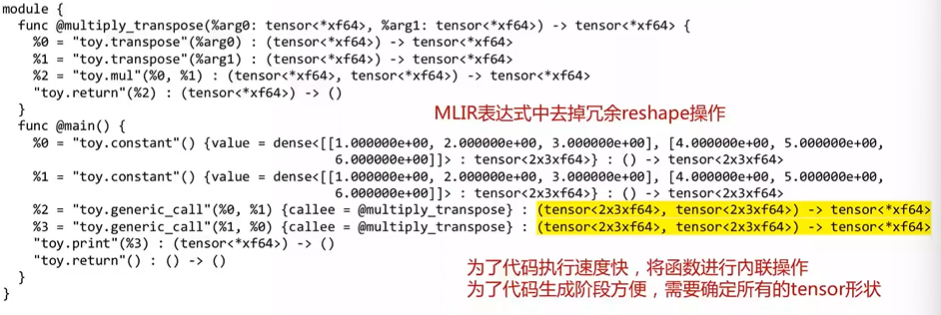 module {
func @multiply_transpose(%arg0: tensor<*xf64>, %arg1: tensor<*xf64>) -> tensor<*xf64> {
%0 = "toy.transpose"(%arg0) : (tensor<*xf64>) -> tensor<*xf64>
%1 = "toy.transpose"(%arg1) : (tensor<*xf64>) -> tensor<*xf64>
%2 = "toy.mul"(%0, %1) : (tensor<*xf64>, tensor<*xf64>) -> tensor<*xf64>
"toy.return"(%2) : (tensor<*xf64>) -> ()
}
MLIR表达式中去掉冗余reshape操作
func @main() {
%0 = "toy.constant"() {value = dense<[[1.000000e+00, 2.000000e+00, 3.000000e+00], [4.000000e+00, 5.000000e+00,
6.000000e+00]]> : tensor<2x3xf64>} : () -> tensor<2x3xf64>
%1 = "toy.constant"() {value = dense<[[1.000000e+00, 2.000000e+00, 3.000000e+00], [4.000000e+00, 5.000000e+00,
6.000000e+00]]> : tensor<2x3xf64>} : () -> tensor<2x3xf64>
%2 = "toy.generic_call"(%0, %1) {callee = @multiply_transpose} : (tensor<2x3xf64>, tensor<2x3xf64>) -> tensor<*xf64>
%3 = "toy.generic_call"(%1, %0) {callee = @multiply_transpose} : (tensor<2x3xf64>, tensor<2x3xf64>) -> tensor<*xf64>
"toy.print"(%3) : (tensor<*xf64>) -> ()
"toy.return"() : () -> ()
}
}
为了代码执行速度快，将函数进行内联操作
为了代码生成阶段方便，需要确定所有的tensor形状